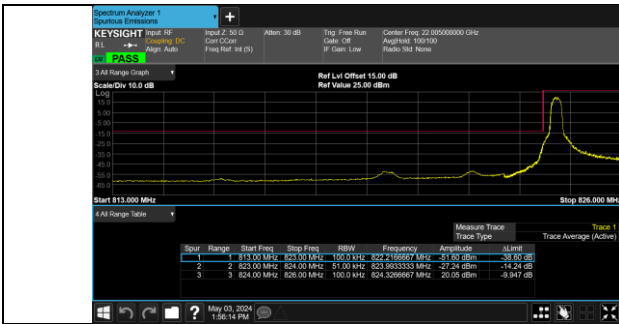 Spectrum Analyzer 1
Spurious Emissions
+
KEYSIGHT Input: RF Input Z: 50 Ω Atten: 30 dB Trig: Free Run Center Freq: 22.005000000 GHz
R L Coupling: DC Corr CCorr Gate: Off Avg|Hold: 100/100
Align: Auto Freq Ref: Int (S) IF Gain: Low Radio Std: None
PASS
3 All Range Graph Ref Lvl Offset 15.00 dB
Scale/Div 10.0 dB Ref Value 25.00 dBm
Log
15.0
5.00
-5.00
-15.0
-25.0
-35.0
-45.0
-55.0
-65.0
Start 813.000 MHz Stop 826.000 MHz
4 All Range Table
Measure Trace Trace 1
Trace Type Trace Average (Active)
Spur Range Start Freq Stop Freq RBW Frequency Amplitude ΔLimit
1 1 813.00 MHz 823.00 MHz 100.0 kHz 822.2166667 MHz -51.60 dBm -38.60 dB
2 2 823.00 MHz 824.00 MHz 51.00 kHz 823.9933333 MHz -27.24 dBm -14.24 dB
3 3 824.00 MHz 826.00 MHz 100.0 kHz 824.3266667 MHz 20.05 dBm -9.947 dB
?
May 03, 2024
1:56:14 PM